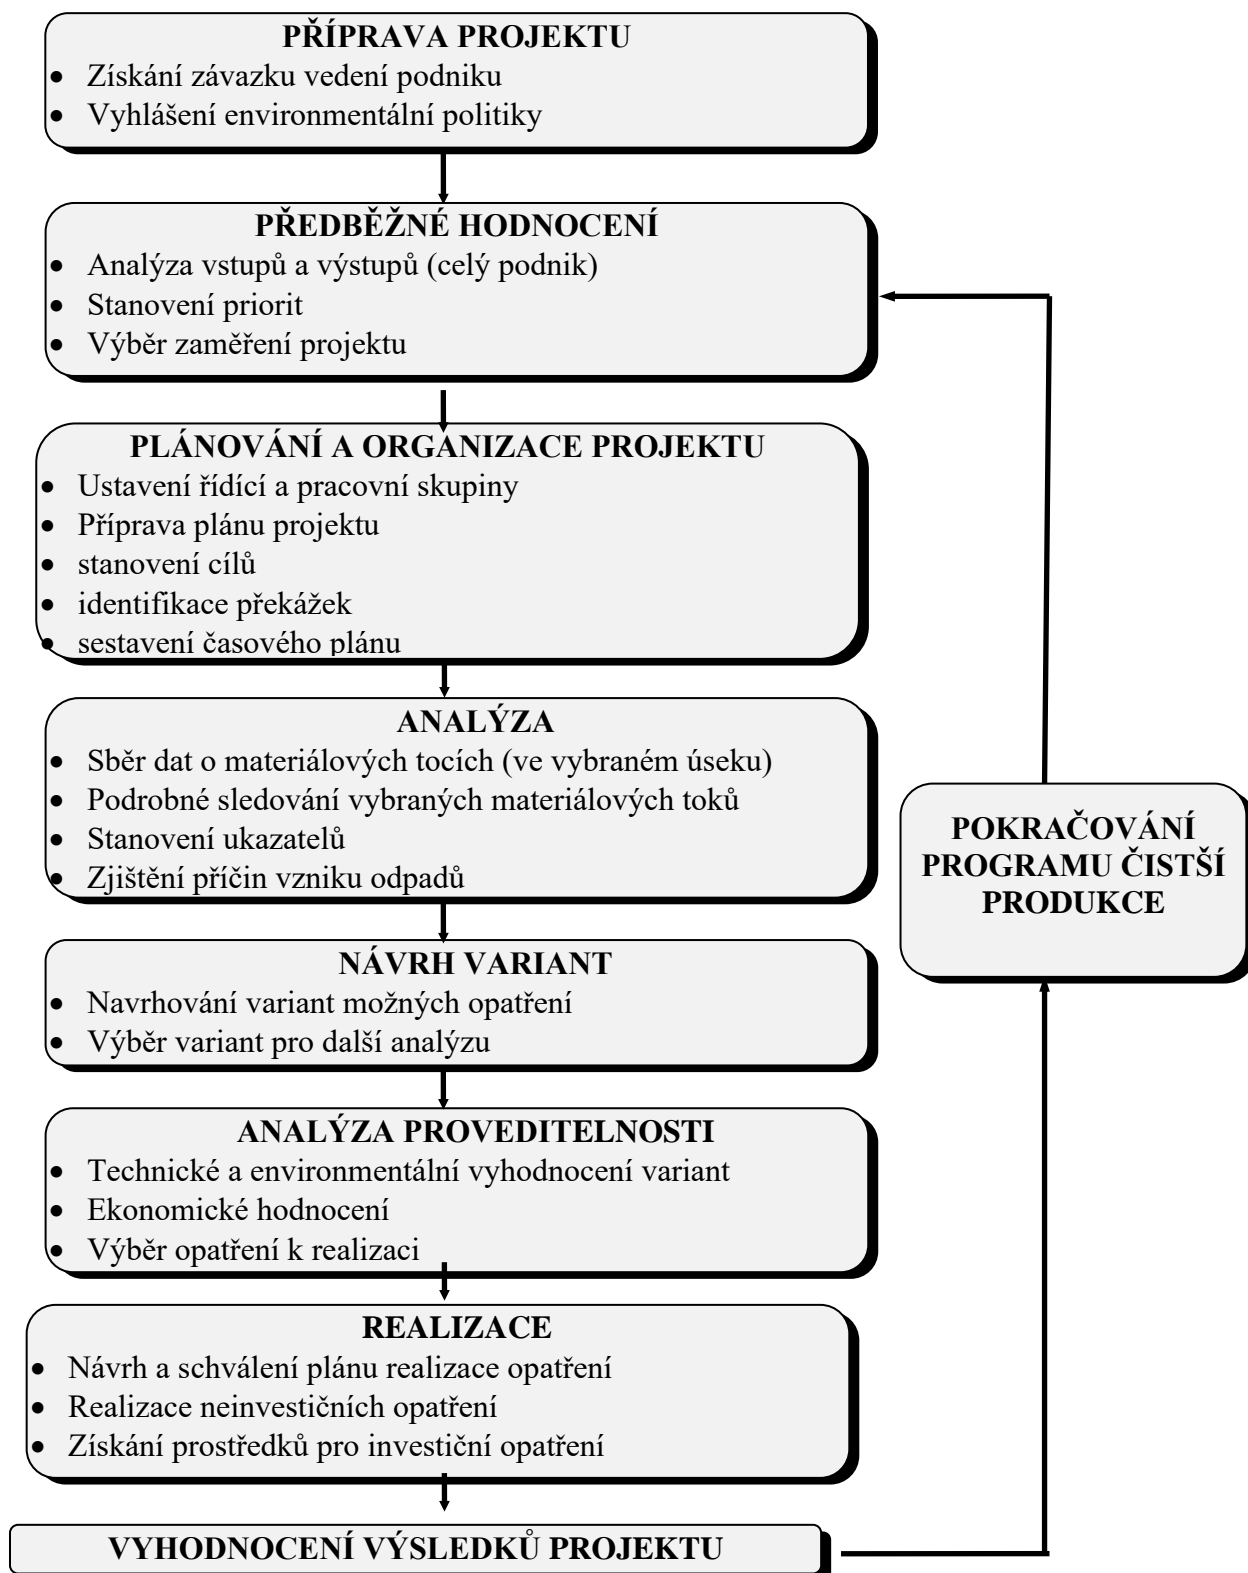 PŘÍPRAVA PROJEKTU
• Získání závazku vedení podniku
• Vyhlášení environmentální politiky
PŘEDBĚŽNÉ HODNOCENÍ
• Analýza vstupů a výstupů (celý podnik)
• Stanovení priorit
• Výběr zaměření projektu
PLÁNOVÁNÍ A ORGANIZACE PROJEKTU
• Ustavení řídící a pracovní skupiny
• Příprava plánu projektu
• stanovení cílů
• identifikace překážek
• sestavení časového plánu
ANALÝZA
• Sběr dat o materiálových tocích (ve vybraném úseku)
• Podrobné sledování vybraných materiálových toků
• Stanovení ukazatelů
• Zjištění příčin vzniku odpadů
NÁVRH VARIANT
• Navrhování variant možných opatření
• Výběr variant pro další analýzu
ANALÝZA PROVEDITELNOSTI
• Technické a environmentální vyhodnocení variant
• Ekonomické hodnocení
• Výběr opatření k realizaci
REALIZACE
• Návrh a schválení plánu realizace opatření
• Realizace neinvestičních opatření
• Získání prostředků pro investiční opatření
VYHODNOCENÍ VÝSLEDKŮ PROJEKTU
POKRAČOVÁNÍ
PROGRAMU ČISTŠÍ
PRODUKCE